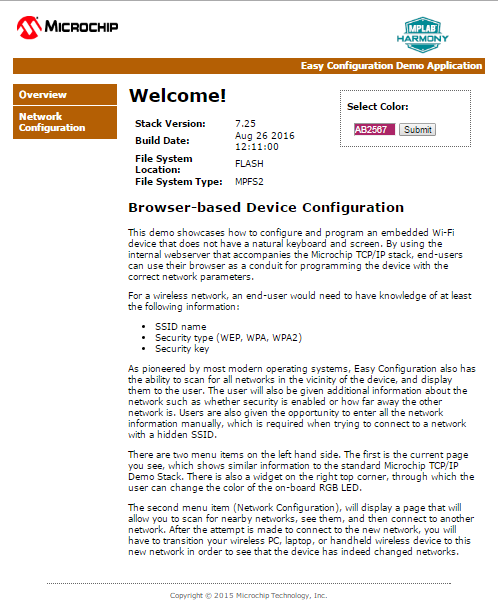 MICROCHIP
MPLAB
HARMONY
Easy Configuration Demo Application
Overview
Network
Configuration
Welcome!
Stack Version: 7.25
Build Date: Aug 26 2016
12:11:00
File System
Location: FLASH
File System Type: MPFS2
Select Color:
AB2567 Submit
Browser-based Device Configuration
This demo showcases how to configure and program an embedded Wi-Fi
device that does not have a natural keyboard and screen. By using the
internal webserver that accompanies the Microchip TCP/IP stack, end-users
can use their browser as a conduit for programming the device with the
correct network parameters.
For a wireless network, an end-user would need to have knowledge of at least
the following information:
• SSID name
• Security type (WEP, WPA, WPA2)
• Security key
As pioneered by most modern operating systems, Easy Configuration also has
the ability to scan for all networks in the vicinity of the device, and display
them to the user. The user will also be given additional information about the
network such as whether security is enabled or how far away the other
network is. Users are also given the opportunity to enter all the network
information manually, which is required when trying to connect to a network
with a hidden SSID.
There are two menu items on the left hand side. The first is the current page
you see, which shows similar information to the standard Microchip TCP/IP
Demo Stack. There is also a widget on the right top corner, through which the
user can change the color of the on-board RGB LED.
The second menu item (Network Configuration), will display a page that will
allow you to scan for nearby networks, see them, and then connect to another
network. After the attempt is made to connect to the new network, you will
have to transition your wireless PC, laptop, or handheld wireless device to this
new network in order to see that the device has indeed changed networks.
Copyright © 2015 Microchip Technology, Inc.